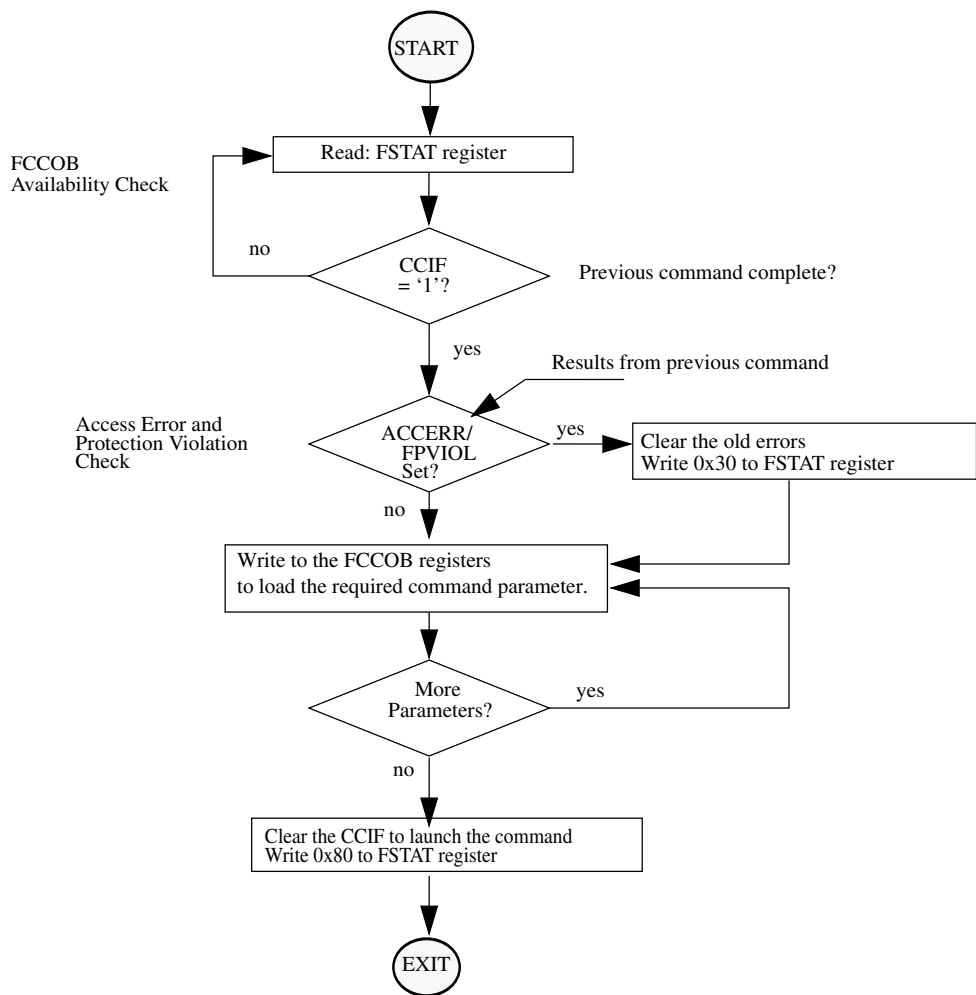 START
Read: FSTAT register
FCCOB
Availability Check
no
CCIF
= ‘1’?
Previous command complete?
yes
Results from previous command
Access Error and
Protection Violation
Check
ACCERR/
FPVIOL
Set?
yes
Clear the old errors
Write 0x30 to FSTAT register
no
Write to the FCCOB registers
to load the required command parameter.
More
Parameters?
yes
no
Clear the CCIF to launch the command
Write 0x80 to FSTAT register
EXIT